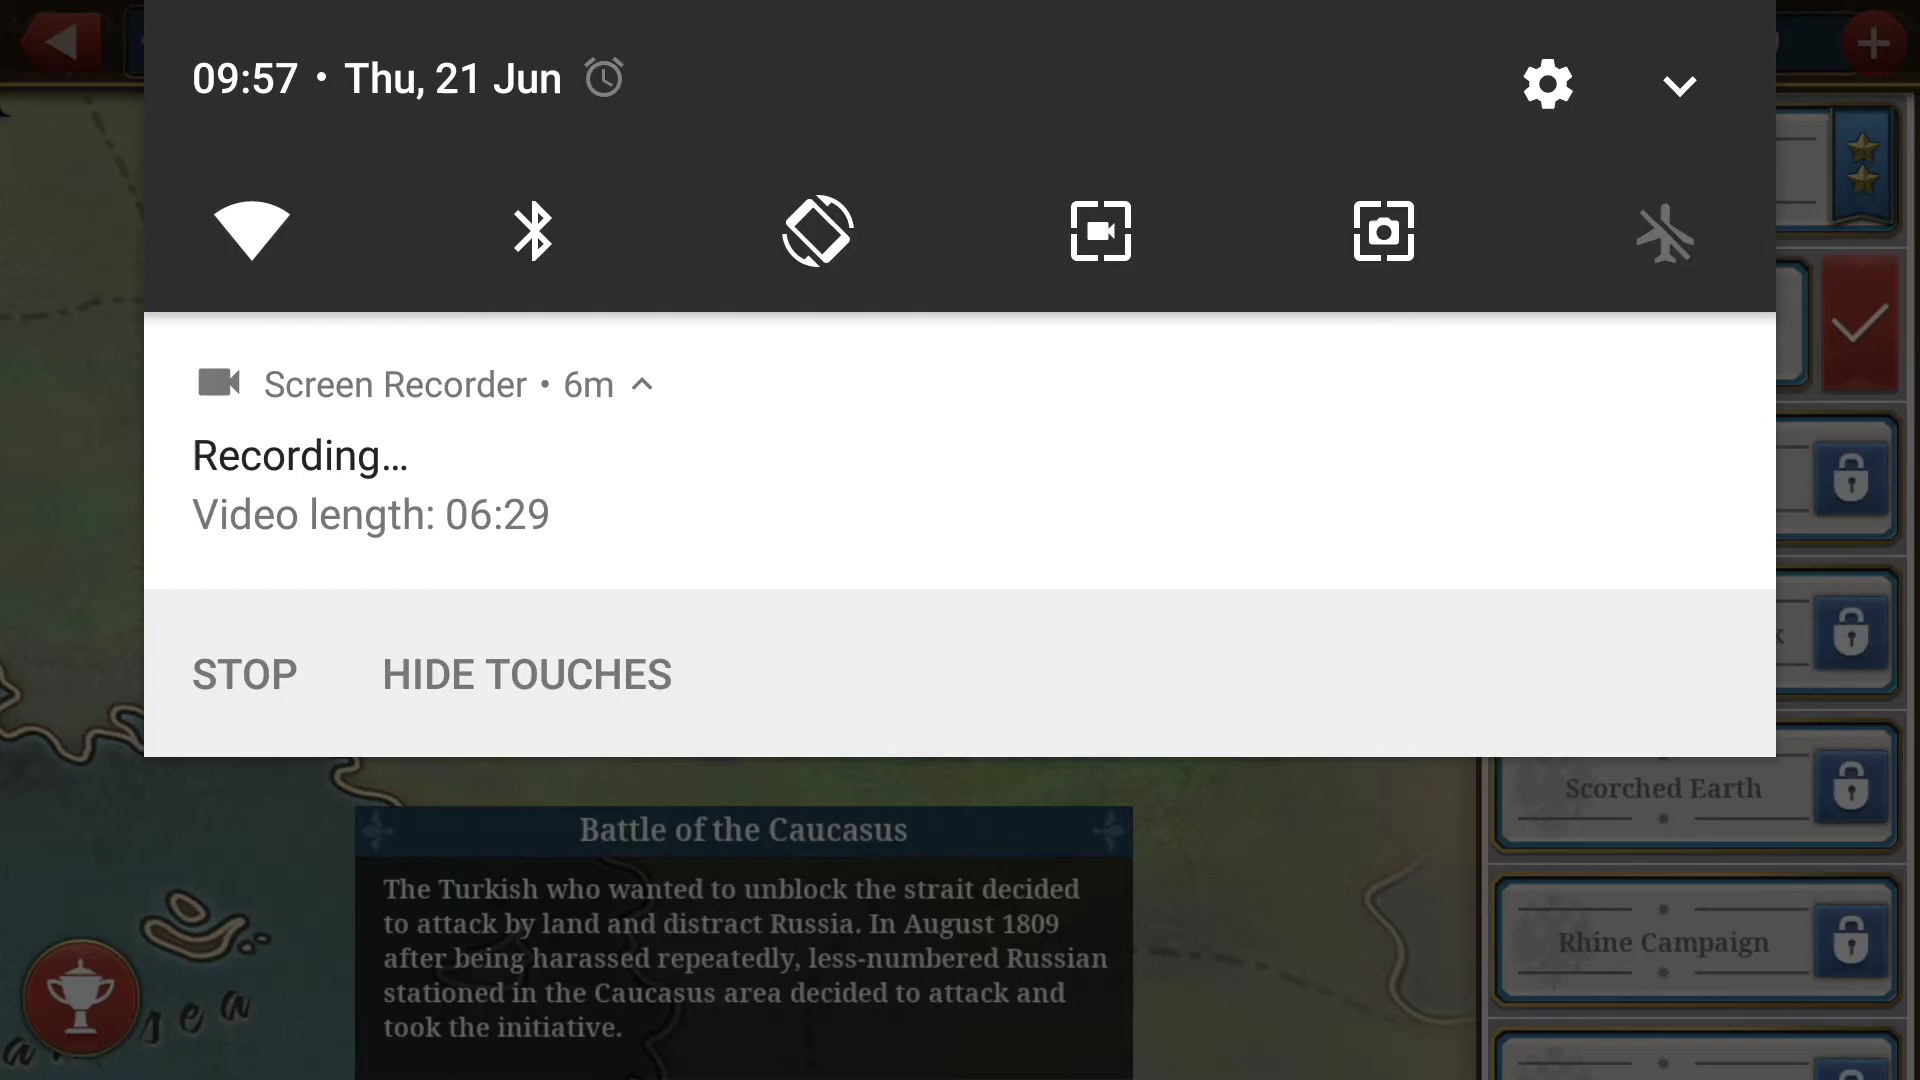 09:57 • Thu, 21 Jun
Screen Recorder • 6m
Recording...
Video length: 06:29
STOP HIDE TOUCHES
Scorched Earth
Battle of the Caucasus
The Turkish who wanted to unblock the strait decided
to attack by land and distract Russia. In August 1809
after being harassed repeatedly, less-numbered Russian
stationed in the Caucasus area decided to attack and
took the initiative.
Rhine Campaign
sea